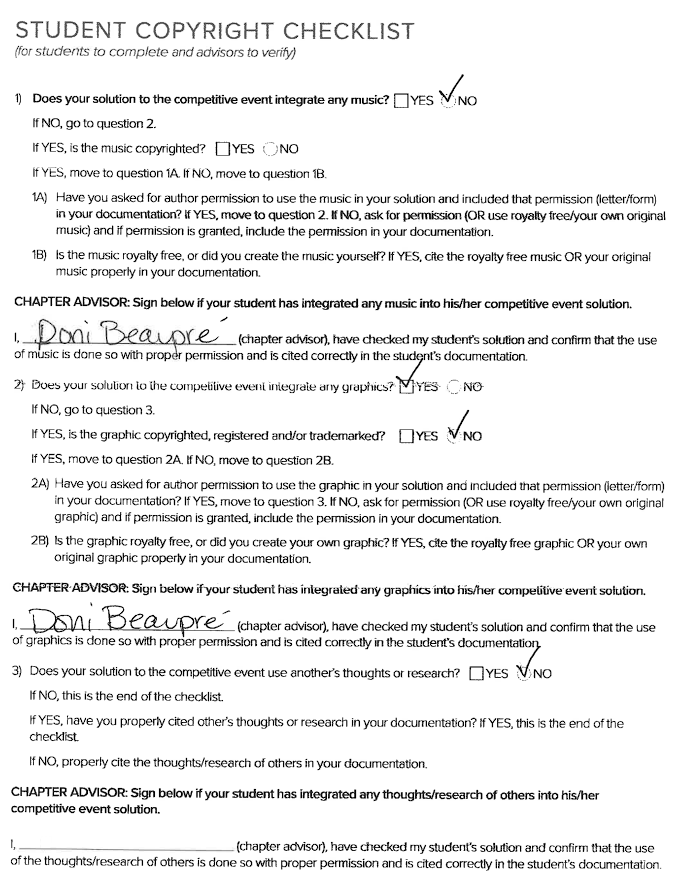 STUDENT COPYRIGHT CHECKLIST
(for students to complete and advisors to verify)
1) Does your solution to the competitive event integrate any music? YES NO
If NO, go to question 2.
If YES, is the music copyrighted? YES NO
If YES, move to question 1A. If NO, move to question 1B.
1A) Have you asked for author permission to use the music in your solution and included that permission (letter/form)
in your documentation? If YES, move to question 2. If NO, ask for permission (OR use royalty free/your own original
music) and if permission is granted, include the permission in your documentation.
1B) Is the music royalty free, or did you create the music yourself? If YES, cite the royalty free music OR your original
music properly in your documentation.
CHAPTER ADVISOR: Sign below if your student has integrated any music into his/her competitive event solution.
I, Doni Beaupré (chapter advisor), have checked my student's solution and confirm that the use
of music is done so with proper permission and is cited correctly in the student's documentation.
2) Does your solution to the competitive event integrate any graphics? YES NO
If NO, go to question 3.
If YES, is the graphic copyrighted, registered and/or trademarked? YES NO
If YES, move to question 2A. If NO, move to question 2B.
2A) Have you asked for author permission to use the graphic in your solution and included that permission (letter/form)
in your documentation? If YES, move to question 3. If NO, ask for permission (OR use royalty free/your own original
graphic) and if permission is granted, include the permission in your documentation.
2B) Is the graphic royalty free, or did you create your own graphic? If YES, cite the royalty free graphic OR your own
original graphic properly in your documentation.
CHAPTER ADVISOR: Sign below if your student has integrated any graphics into his/her competitive event solution.
I, Doni Beaupré (chapter advisor), have checked my student's solution and confirm that the use
of graphics is done so with proper permission and is cited correctly in the student's documentation.
3) Does your solution to the competitive event use another's thoughts or research? YES NO
If NO, this is the end of the checklist.
If YES, have you properly cited other's thoughts or research in your documentation? If YES, this is the end of the
checklist.
If NO, properly cite the thoughts/research of others in your documentation.
CHAPTER ADVISOR: Sign below if your student has integrated any thoughts/research of others into his/her
competitive event solution.
I, (chapter advisor), have checked my student's solution and confirm that the use
of the thoughts/research of others is done so with proper permission and is cited correctly in the student's documentation.